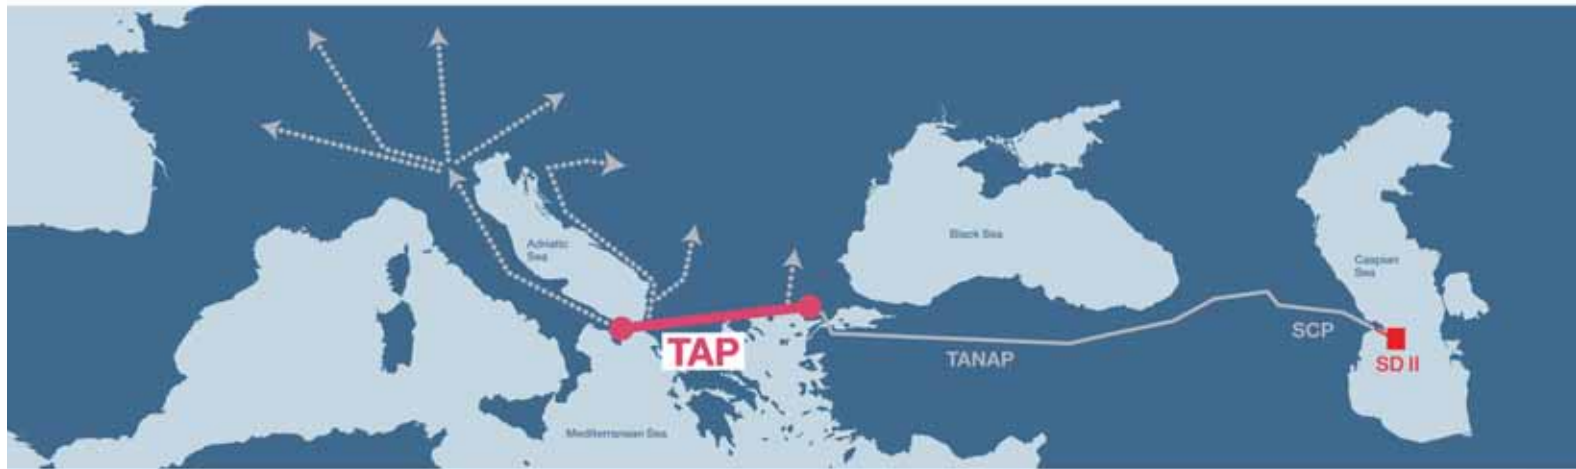 Adriatic
Sea
Black Sea
Caspian
Sea
SCP
TAP
TANAP
SD II
Mediterranean Sea